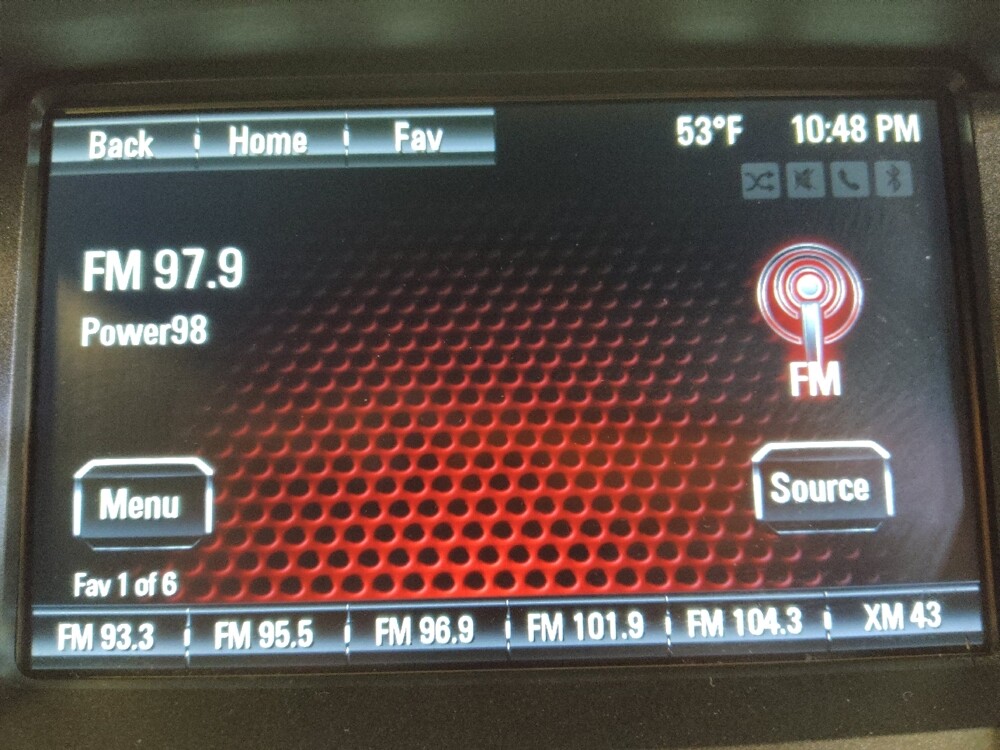 Back Home Fav 53°F 10:48 PM
FM 97.9
Power98
FM
Menu Source
Fav 1 of 6
FM 93.3 FM 95.5 FM 96.9 FM 101.9 FM 104.3 XM 43